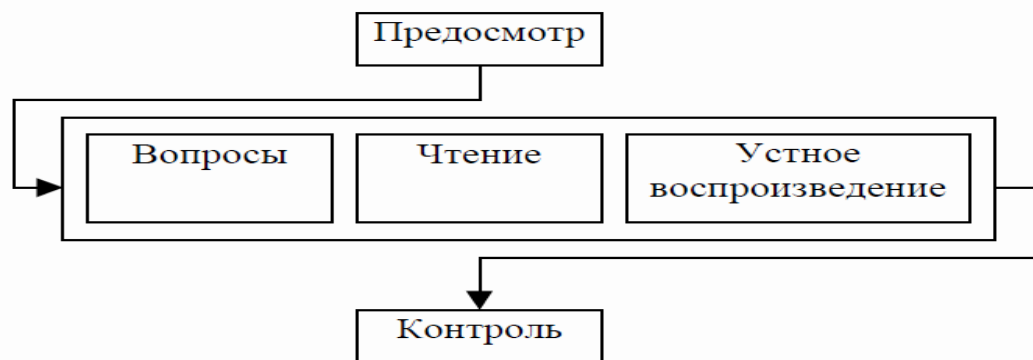 Предосмотр
Вопросы
Чтение
Устное
воспроизведение
Контроль